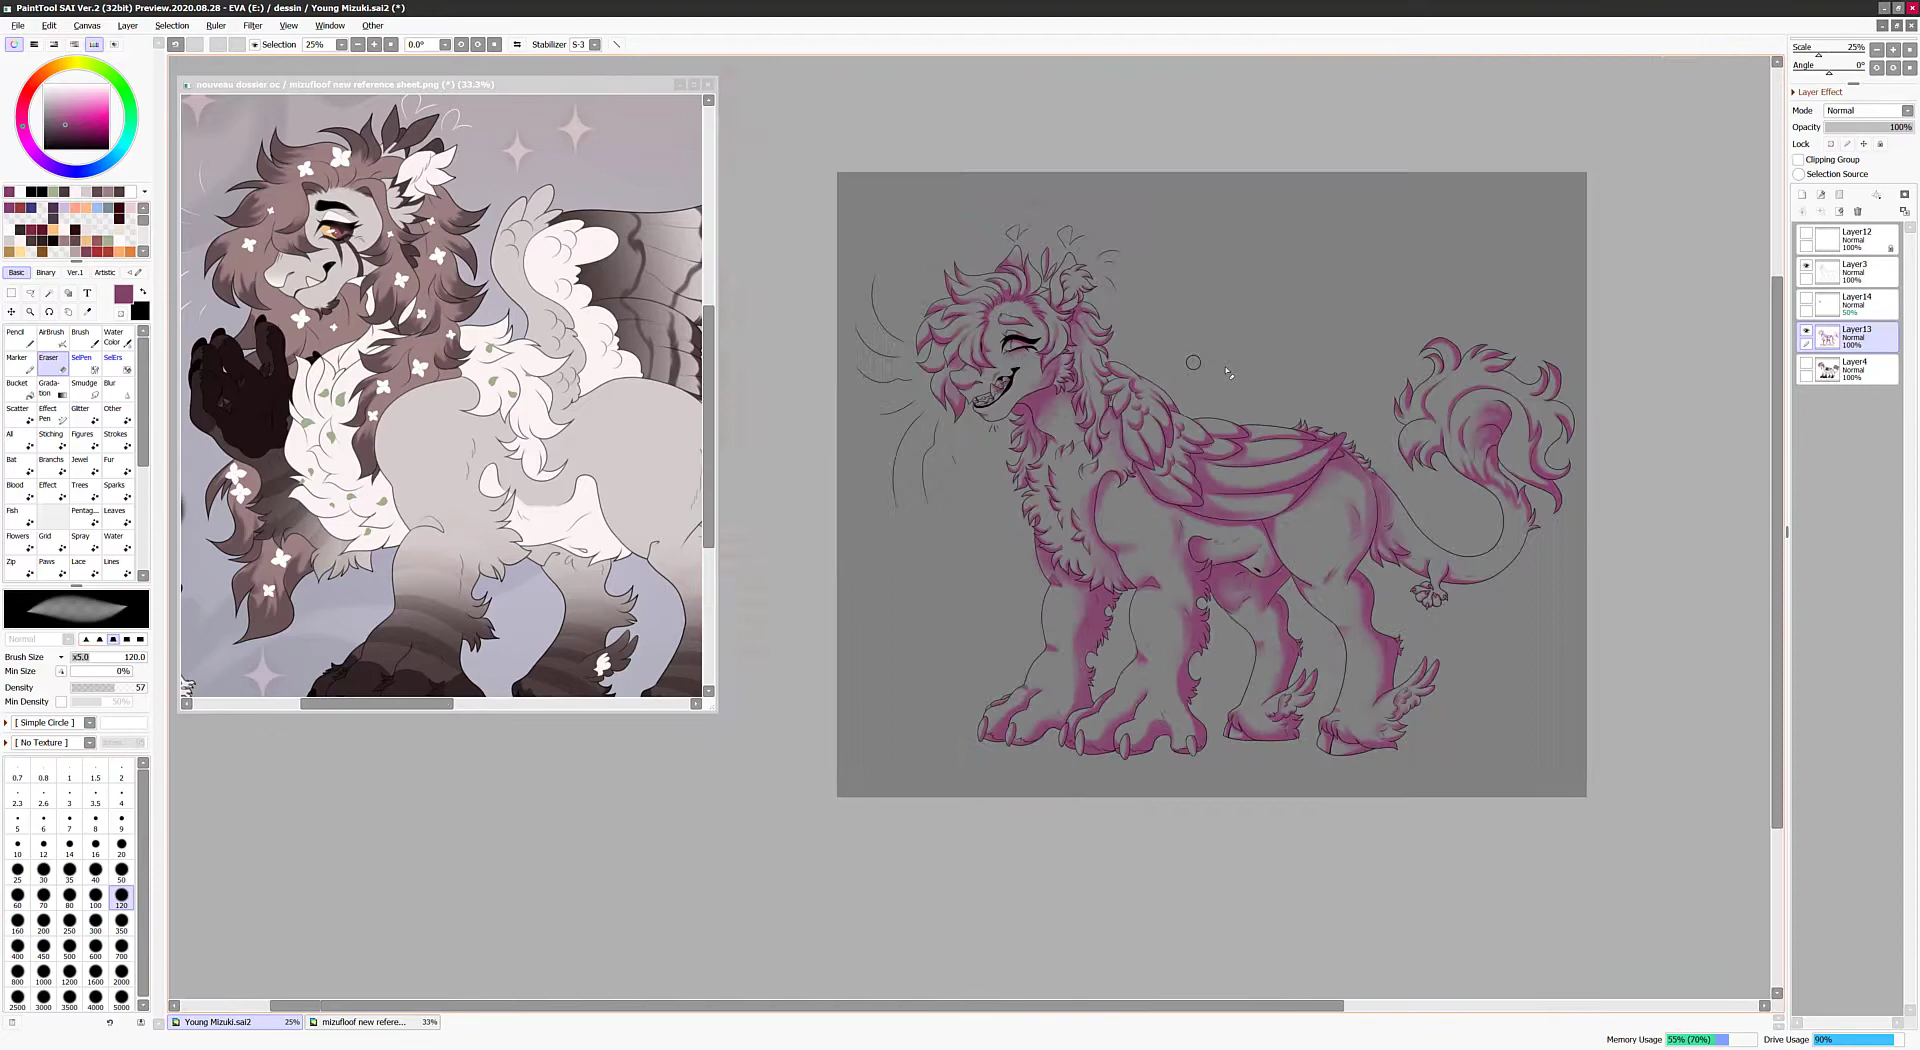 PaintTool SAI Ver.2 (32bit) Preview.2020.08.28 - EVA (E:) / dessin / Young Mizuki.sai2 (*)
File Edit Canvas Layer Selection Ruler Filter View Window Other
Selection 25% 0.0° Stabilizer S-3
nouveau dossier oc / mizufloof new reference sheet.png (*) (33.3%)
Basic Binary Ver.1 Artistic
T
Pencil AirBrush Brush Water Color
Marker Eraser SelPen SelErs
Bucket Grada-tion Smudge Blur
Scatter Effect Pen Glitter Other
All Stiching Figures Strokes
Bat Branchs Jewel Fur
Blood Effect Trees Sparks
Fish Pentag... Leaves
Flowers Grid Spray Water
Zip Paws Lace Lines
Normal
Brush Size x5.0 120.0
Min Size 0%
Density 57
Min Density 50%
[ Simple Circle ]
[ No Texture ]
0.7 0.8 1 1.5 2
2.3 2.6 3 3.5 4
5 6 7 8 9
10 12 14 16 20
25 30 35 40 50
60 70 80 100 120
160 200 250 300 350
400 450 500 600 700
800 1000 1200 1600 2000
2500 3000 3500 4000 5000
Scale 25%
Angle 0°
Layer Effect
Mode Normal
Opacity 100%
Lock
Clipping Group
Selection Source
Layer12
Normal
100%
Layer3
Normal
100%
Layer14
Normal
50%
Layer13
Normal
100%
Layer4
Normal
100%
Young Mizuki.sai2 25% mizufloof new refere... 33%
Memory Usage 55% (70%) Drive Usage 90%